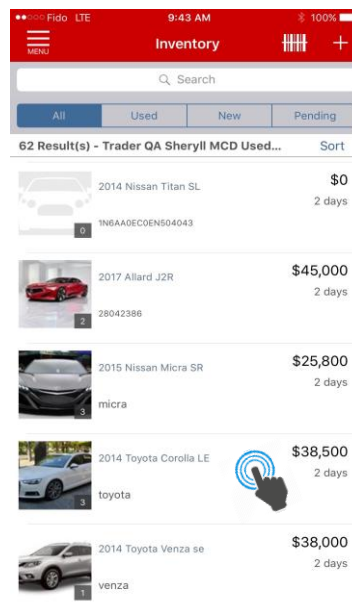 Fido LTE 9:43 AM 100%
MENU Inventory +
Search
All Used New Pending
62 Result(s) - Trader QA Sheryll MCD Used... Sort
2014 Nissan Titan SL $0
2 days
0 1N6AA0EC0EN504043
2017 Allard J2R $45,000
2 days
2 28042386
2015 Nissan Micra SR $25,800
2 days
3 micra
2014 Toyota Corolla LE $38,500
2 days
3 toyota
2014 Toyota Venza se $38,000
2 days
1 venza